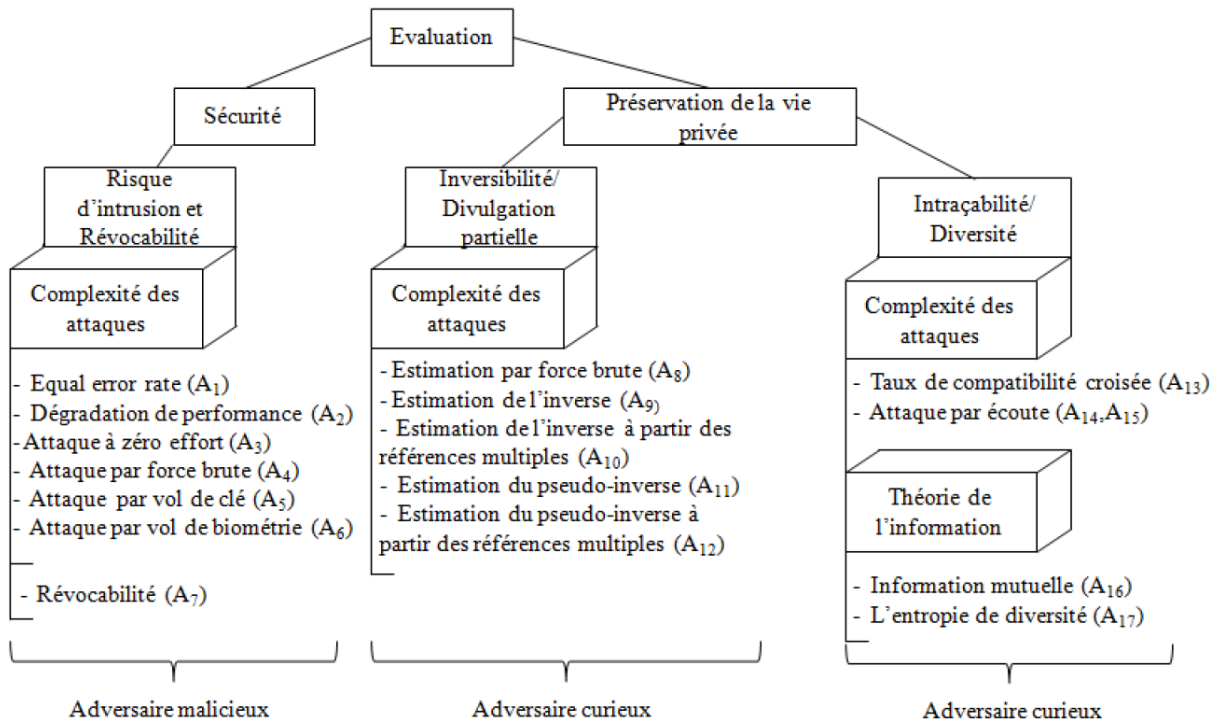 Evaluation
Sécurité
Préservation de la vie
privée
Risque
d'intrusion et
Révocabilité
Complexité des
attaques
- Equal error rate (A1)
- Dégradation de performance (A2)
-Attaque à zéro effort (A3)
- Attaque par force brute (A4)
- Attaque par vol de clé (A5)
- Attaque par vol de biométrie (A6)
- Révocabilité (A7)
Adversaire malicieux
Inversibilité/
Divulgation
partielle
Complexité des
attaques
-Estimation par force brute (A8)
-Estimation de l'inverse (A9)
- Estimation de l'inverse à partir des
références multiples (A10)
- Estimation du pseudo-inverse (A11)
- Estimation du pseudo-inverse à
partir des références multiples (A12)
Adversaire curieux
Intraçabilité/
Diversité
Complexité des
attaques
- Taux de compatibilité croisée (A13)
- Attaque par écoute (A14,A15)
Théorie de
l'information
- Information mutuelle (A16)
- L'entropie de diversité (A17)
Adversaire curieux